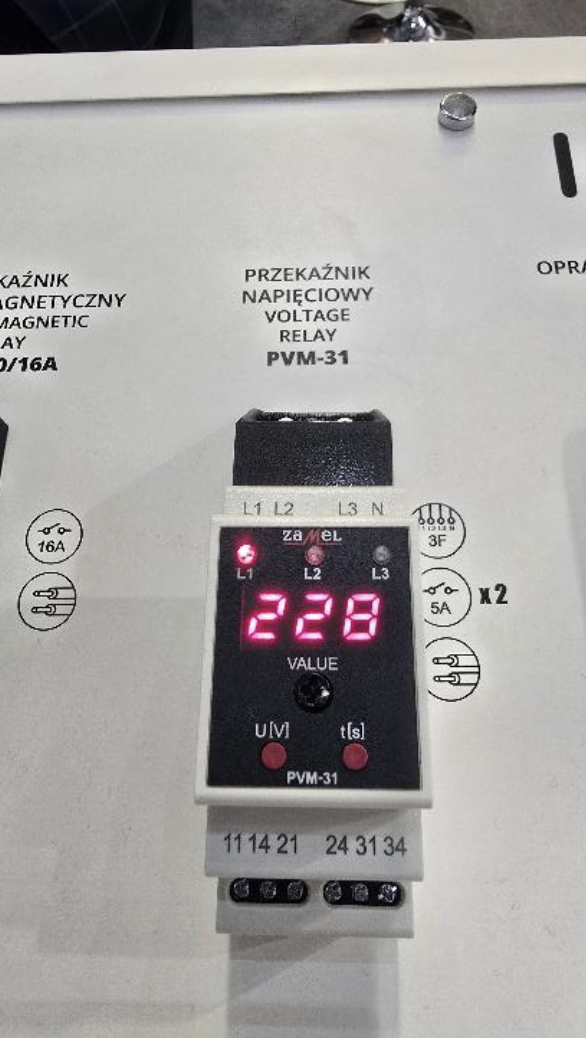 KAŹNIK
AGNETYCZNY
MAGNETIC
AY
0/16A
16A
PRZEKAŹNIK
NAPIĘCIOWY
VOLTAGE
RELAY
PVM-31
OPRA
L1 L2 L3 N
ZAMEL
L1 L2 L3
228
VALUE
U[V] t[s]
PVM-31
11 14 21 24 31 34
3F
5A x2